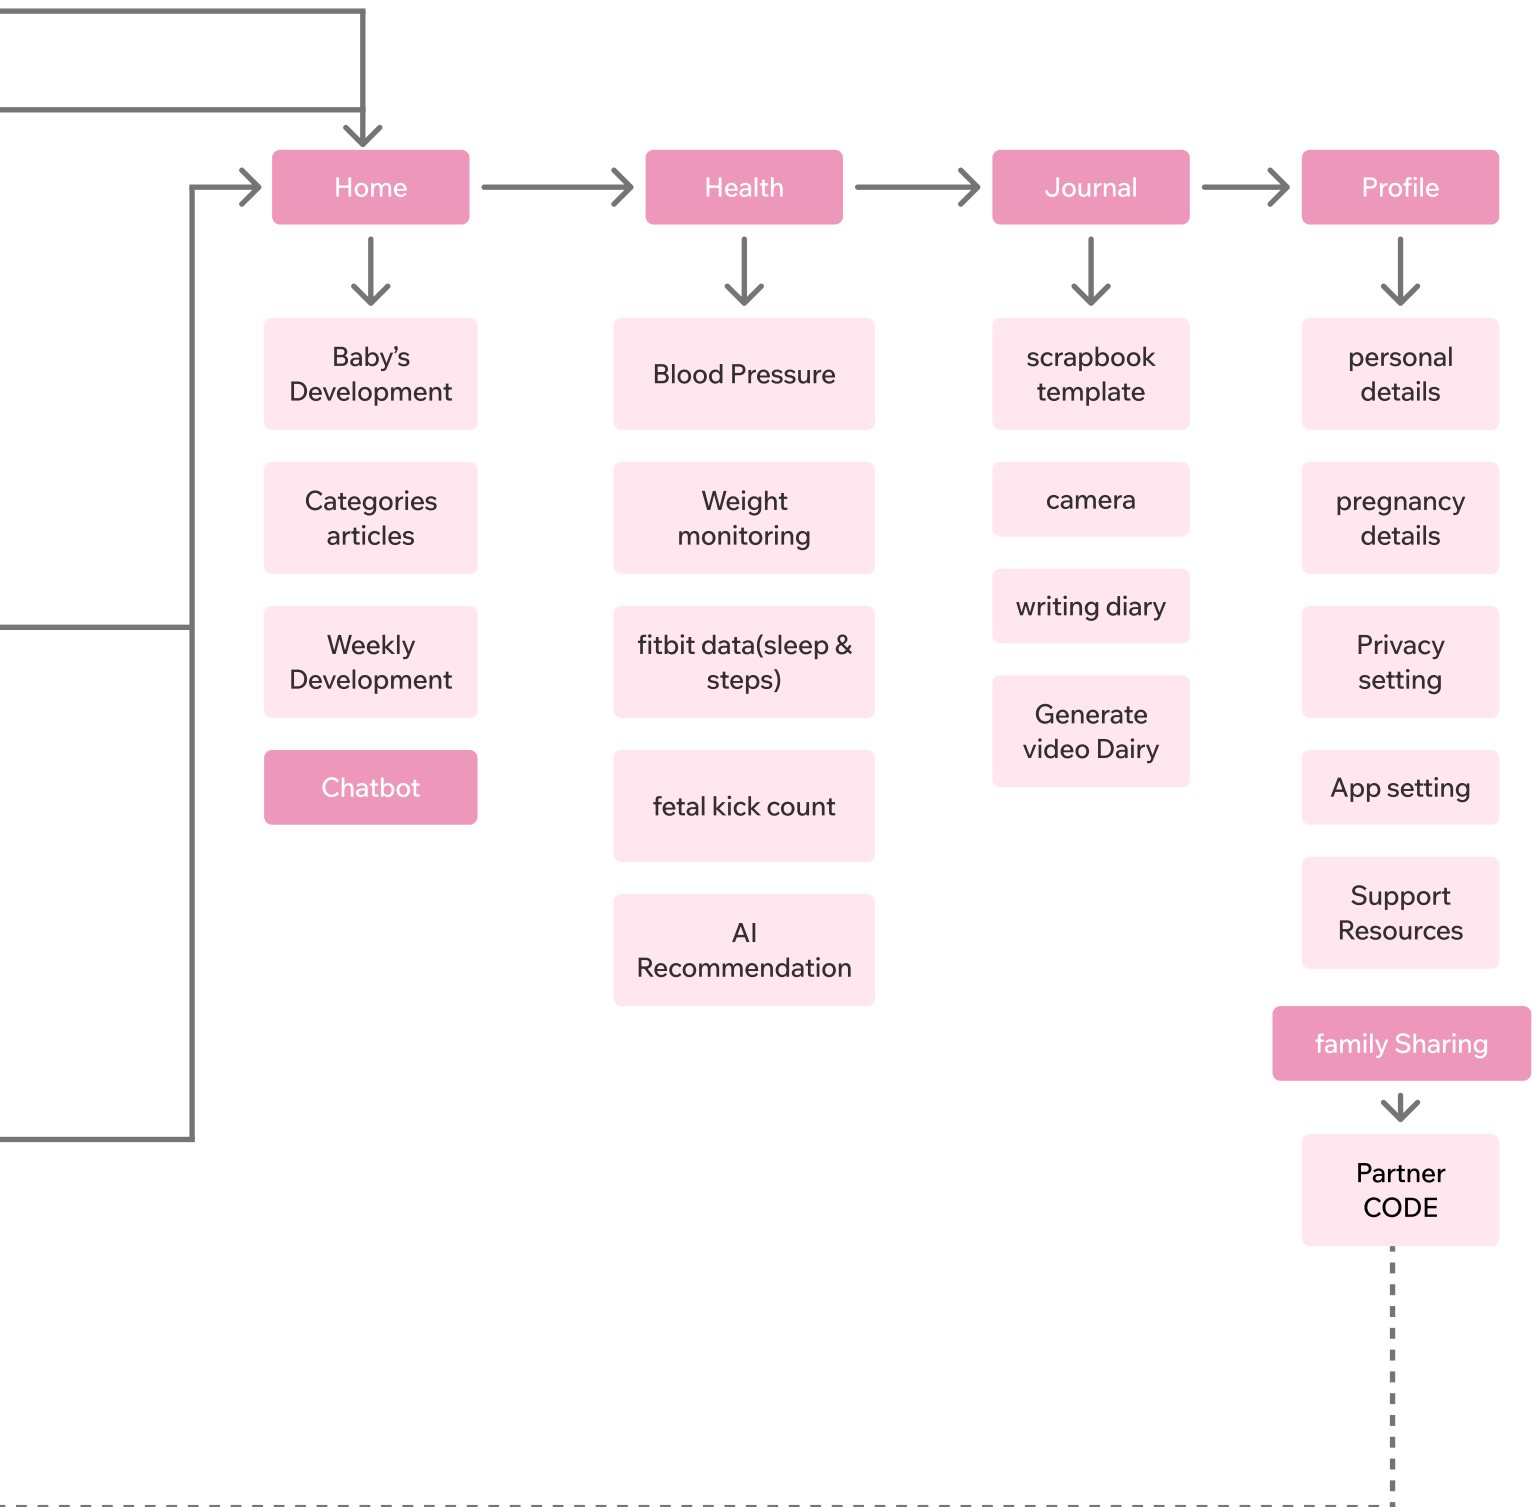 Home
Health
Journal
Profile
Baby’s
Development
Categories
articles
Weekly
Development
Chatbot
Blood Pressure
Weight
monitoring
fitbit data(sleep &
steps)
fetal kick count
AI
Recommendation
scrapbook
template
camera
writing diary
Generate
video Dairy
personal
details
pregnancy
details
Privacy
setting
App setting
Support
Resources
family Sharing
Partner
CODE